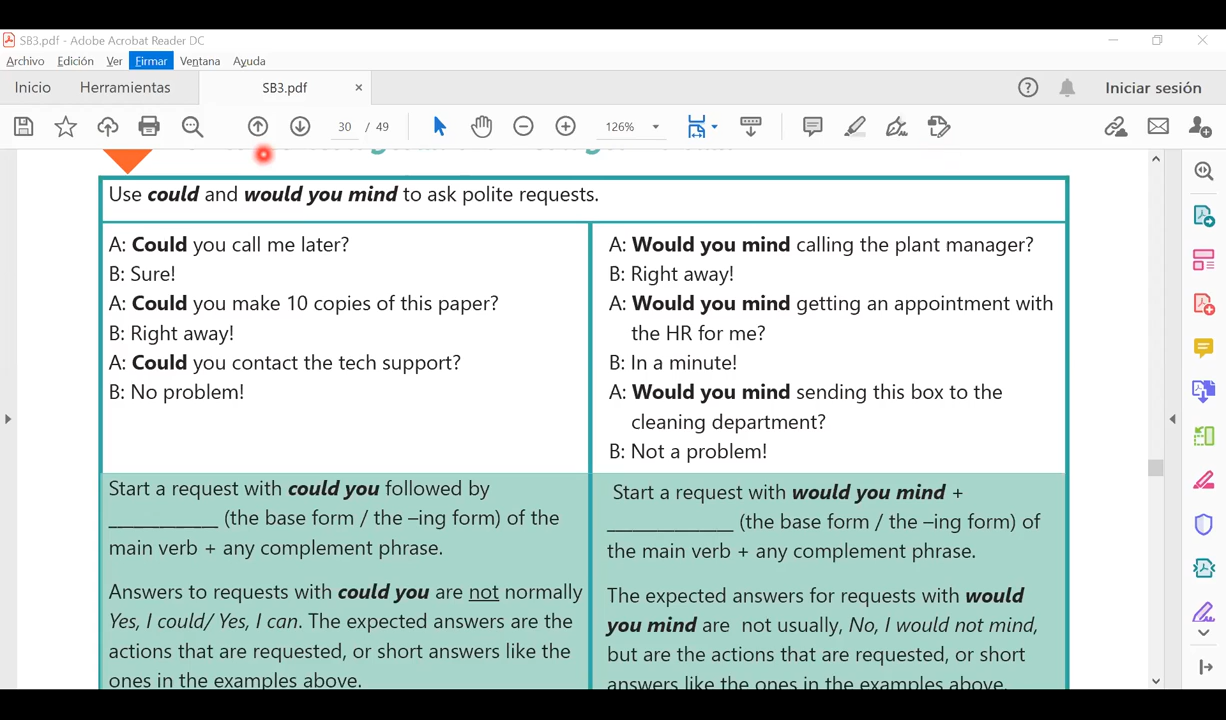 SB3.pdf - Adobe Acrobat Reader DC
Archivo Edición Ver Firmar Ventana Ayuda
Inicio Herramientas SB3.pdf × Iniciar sesión
30 / 49 126%
Use could and would you mind to ask polite requests.
A: Could you call me later?
B: Sure!
A: Could you make 10 copies of this paper?
B: Right away!
A: Could you contact the tech support?
B: No problem!
A: Would you mind calling the plant manager?
B: Right away!
A: Would you mind getting an appointment with
the HR for me?
B: In a minute!
A: Would you mind sending this box to the
cleaning department?
B: Not a problem!
Start a request with could you followed by
____________ (the base form / the –ing form) of the
main verb + any complement phrase.
Answers to requests with could you are not normally
Yes, I could/ Yes, I can. The expected answers are the
actions that are requested, or short answers like the
ones in the examples above.
Start a request with would you mind +
______________ (the base form / the –ing form) of
the main verb + any complement phrase.
The expected answers for requests with would
you mind are not usually, No, I would not mind,
but are the actions that are requested, or short
answers like the ones in the examples above.